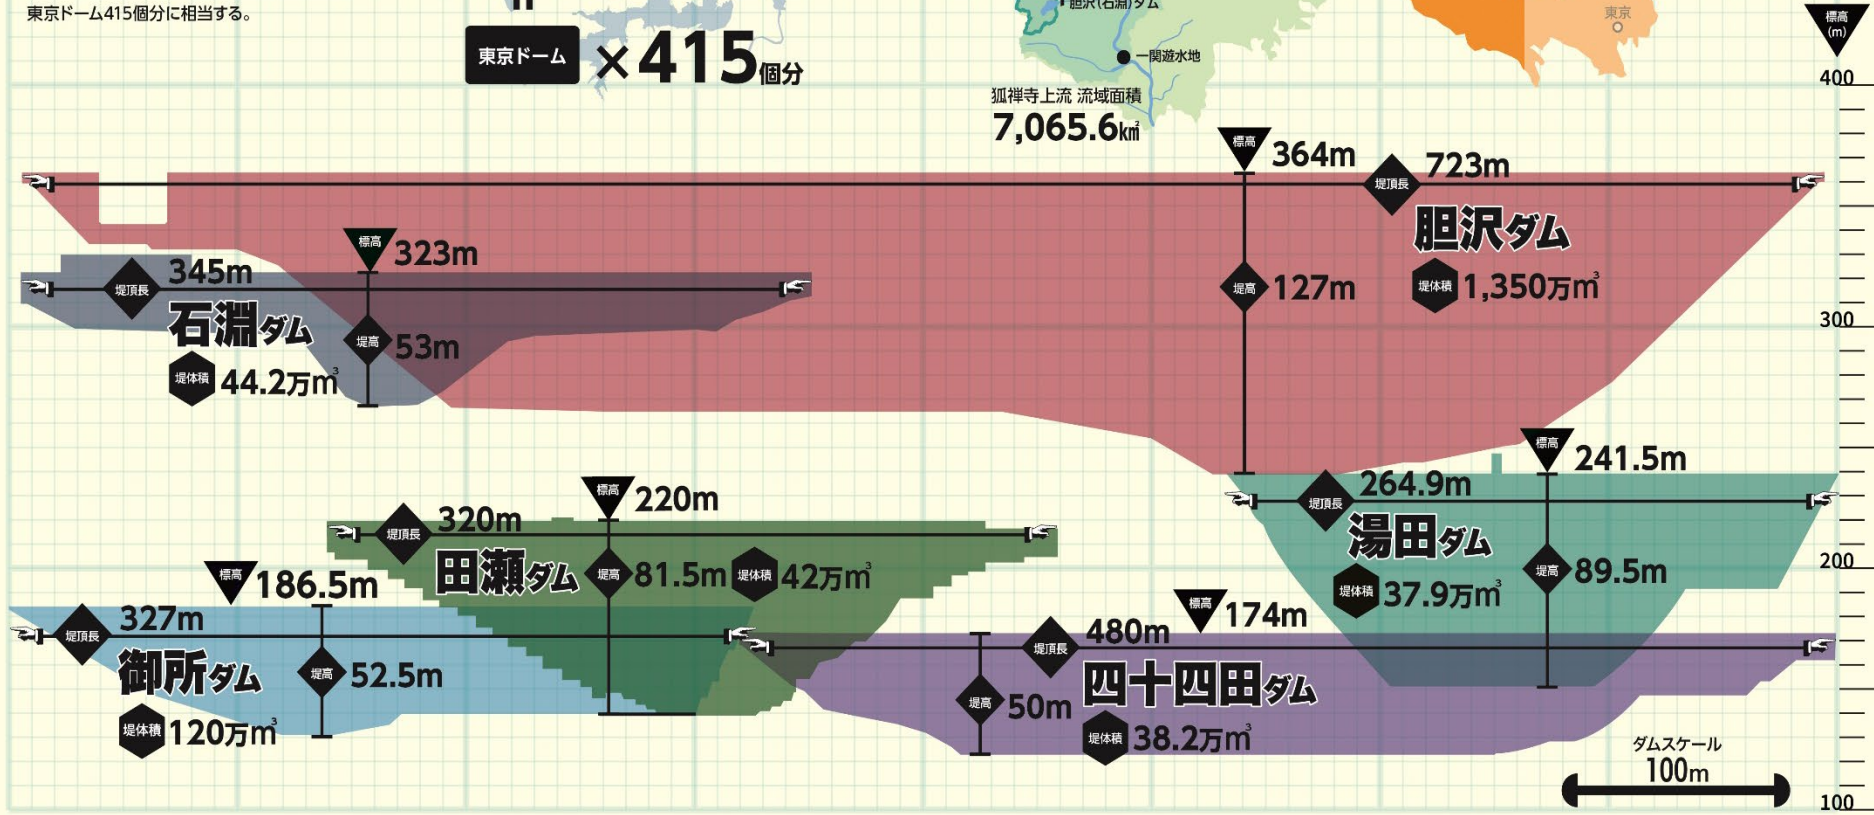 東京ドーム415個分に相当する。
東京ドーム
×415個分
胆沢(石淵)ダム
一関遊水地
狐禅寺上流 流域面積
7,065.6㎢
東京
標高
(m)
400
標高
364m
堤頂長
723m
胆沢ダム
堤高
127m
堤体積
1,350万㎥
標高
323m
堤頂長
345m
石淵ダム
堤高
53m
堤体積
44.2万㎥
300
標高
241.5m
堤頂長
264.9m
湯田ダム
堤高
89.5m
堤体積
37.9万㎥
標高
220m
堤頂長
320m
田瀬ダム
堤高
81.5m
堤体積
42万㎥
200
標高
186.5m
堤頂長
327m
御所ダム
堤高
52.5m
堤体積
120万㎥
標高
174m
堤頂長
480m
四十四田ダム
堤高
50m
堤体積
38.2万㎥
ダムスケール
100m
100